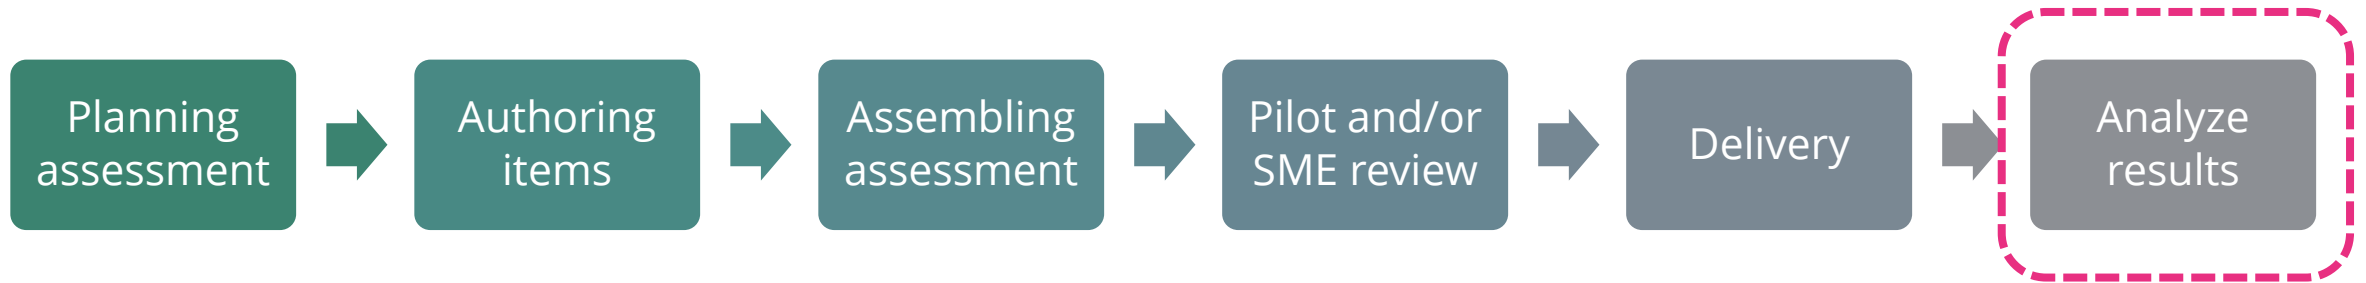 Planning
assessment
Authoring
items
Assembling
assessment
Pilot and/or
SME review
Delivery
Analyze
results